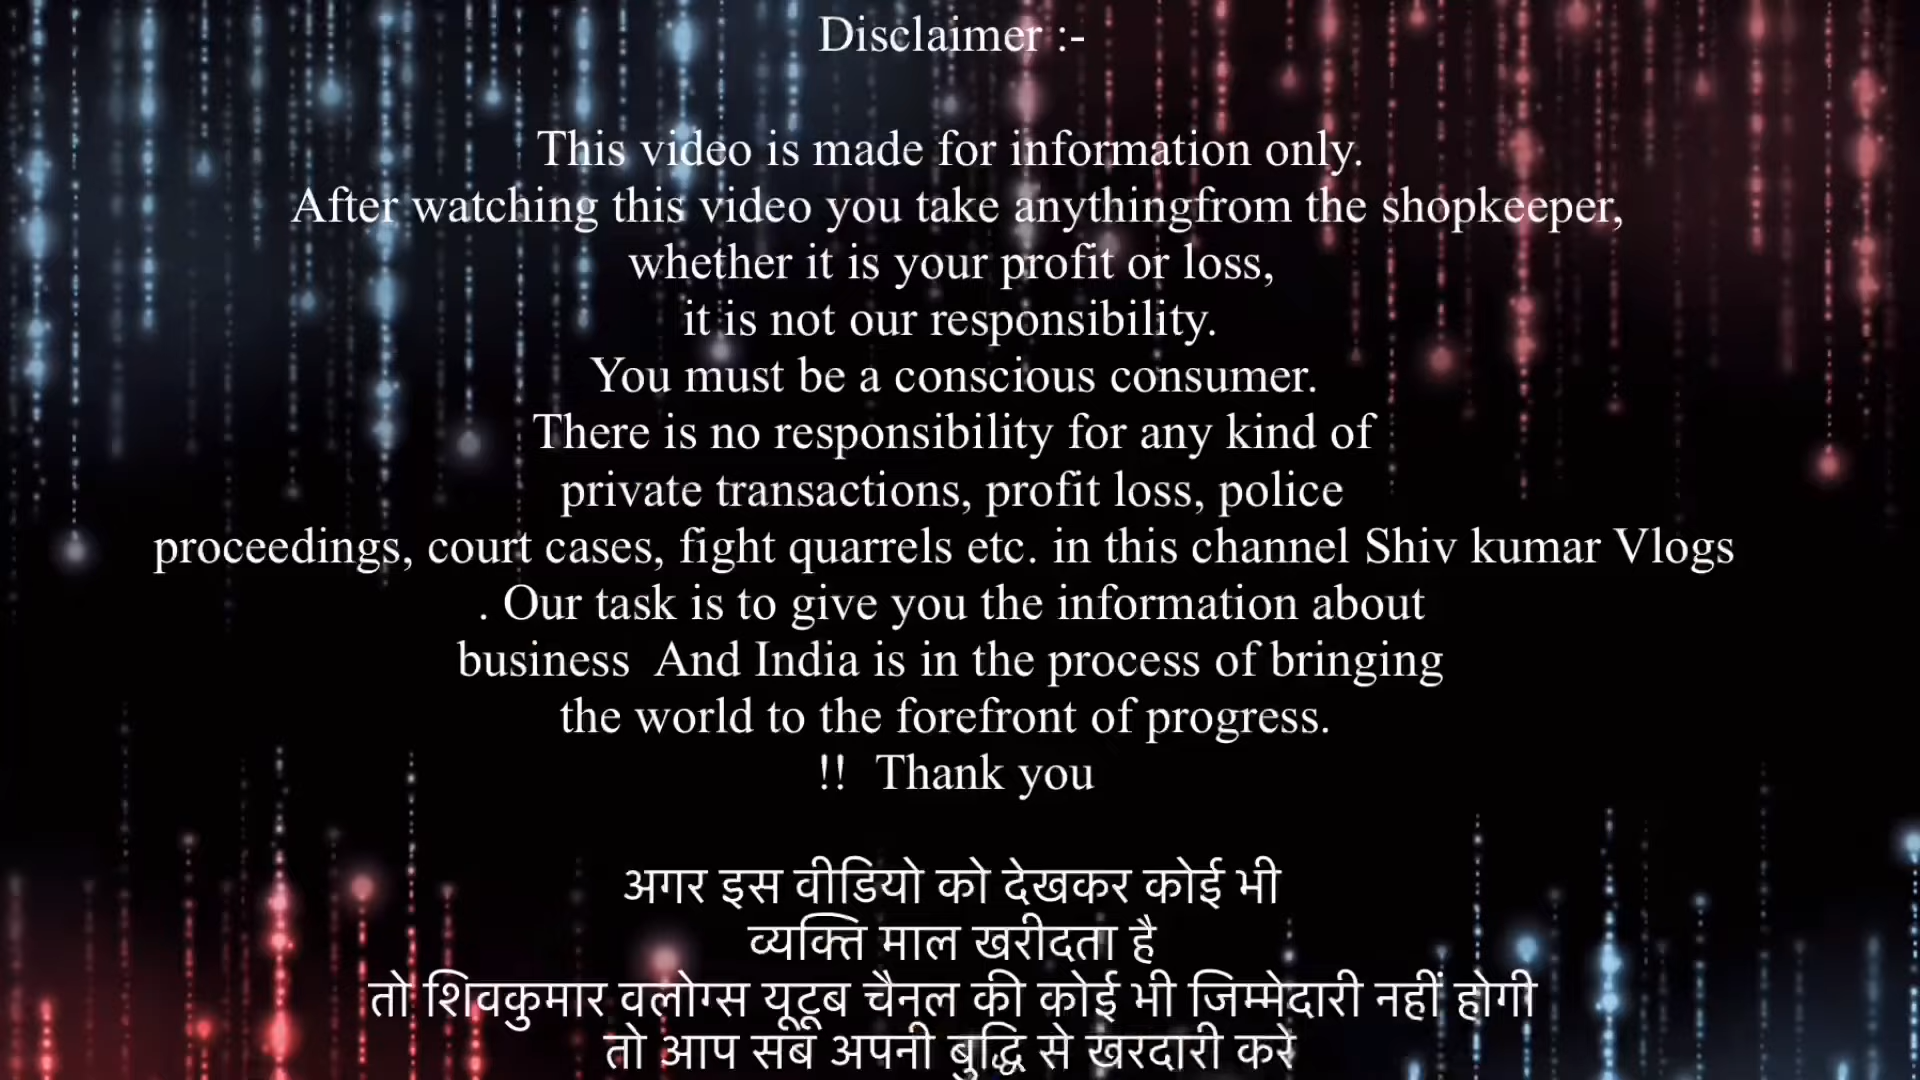 Disclaimer :-
This video is made for information only.
After watching this video you take anythingfrom the shopkeeper,
whether it is your profit or loss,
it is not our responsibility.
You must be a conscious consumer.
There is no responsibility for any kind of
private transactions, profit loss, police
proceedings, court cases, fight quarrels etc. in this channel Shiv kumar Vlogs
. Our task is to give you the information about
business  And India is in the process of bringing
the world to the forefront of progress.
!!  Thank you
अगर इस वीडियो को देखकर कोई भी
व्यक्ति माल खरीदता है
तो शिवकुमार वलोग्स यूटूब चैनल की कोई भी जिम्मेदारी नहीं होगी
तो आप सब अपनी बुद्धि से खरदारी करे